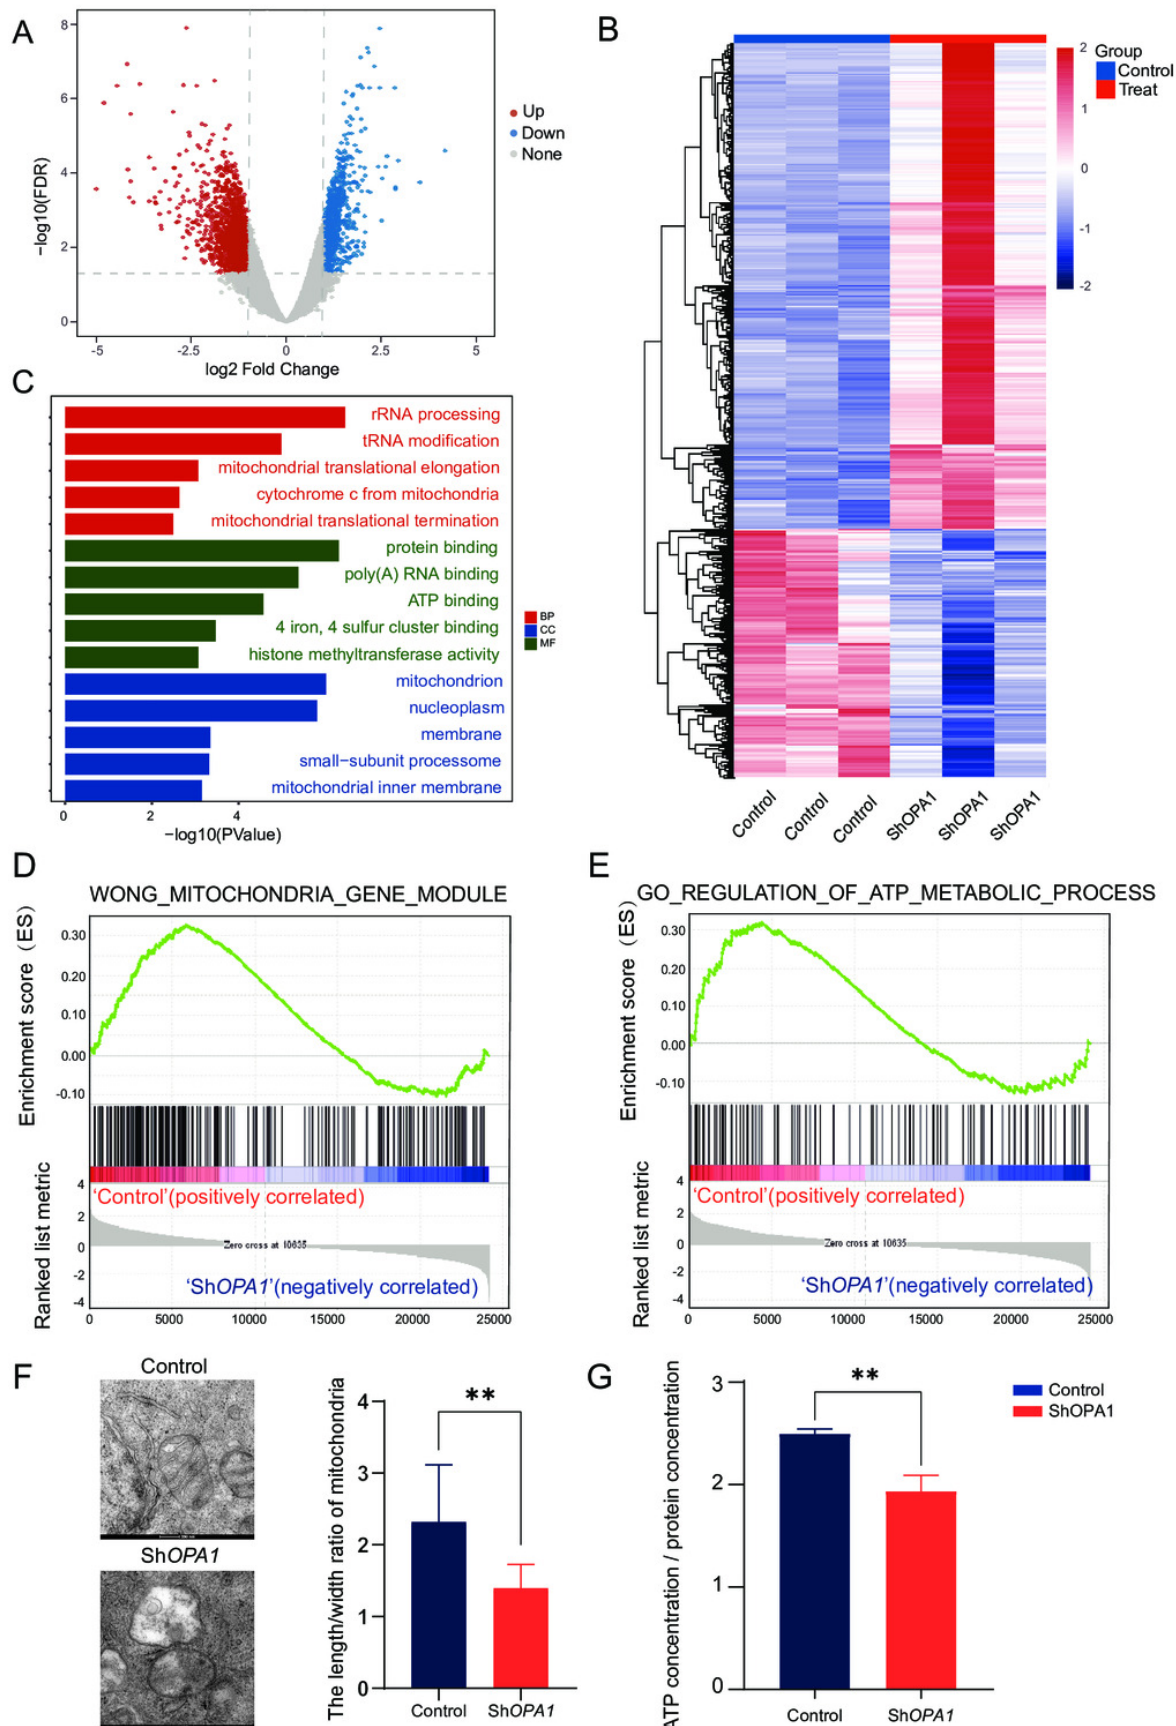 A
8
6
4
2
0
−log10(FDR)
-5
-2.5
0
2.5
5
log2 Fold Change
Up
Down
None
B
2
1
0
-1
-2
Group
Control
Treat
Control
Control
Control
ShOPA1
ShOPA1
ShOPA1
C
rRNA processing
tRNA modification
mitochondrial translational elongation
cytochrome c from mitochondria
mitochondrial translational termination
protein binding
poly(A) RNA binding
ATP binding
4 iron, 4 sulfur cluster binding
histone methyltransferase activity
mitochondrion
nucleoplasm
membrane
small−subunit processome
mitochondrial inner membrane
BP
CC
MF
0
2
4
−log10(PValue)
D
WONG_MITOCHONDRIA_GENE_MODULE
Enrichment score (ES)
0.30
0.20
0.10
0.00
-0.10
Ranked list metric
4
2
0
-2
-4
'Control' (positively correlated)
Zero cross at 10635
'ShOPA1' (negatively correlated)
0
5000
10000
15000
20000
25000
E
GO_REGULATION_OF_ATP_METABOLIC_PROCESS
Enrichment score (ES)
0.30
0.20
0.10
0.00
-0.10
Ranked list metric
4
2
0
-2
-4
'Control' (positively correlated)
Zero cross at 10635
'ShOPA1' (negatively correlated)
0
5000
10000
15000
20000
25000
F
Control
ShOPA1
The length/width ratio of mitochondria
4
3
2
1
0
**
Control
ShOPA1
G
ATP concentration / protein concentration
3
2
1
0
**
Control
ShOPA1
Control
ShOPA1